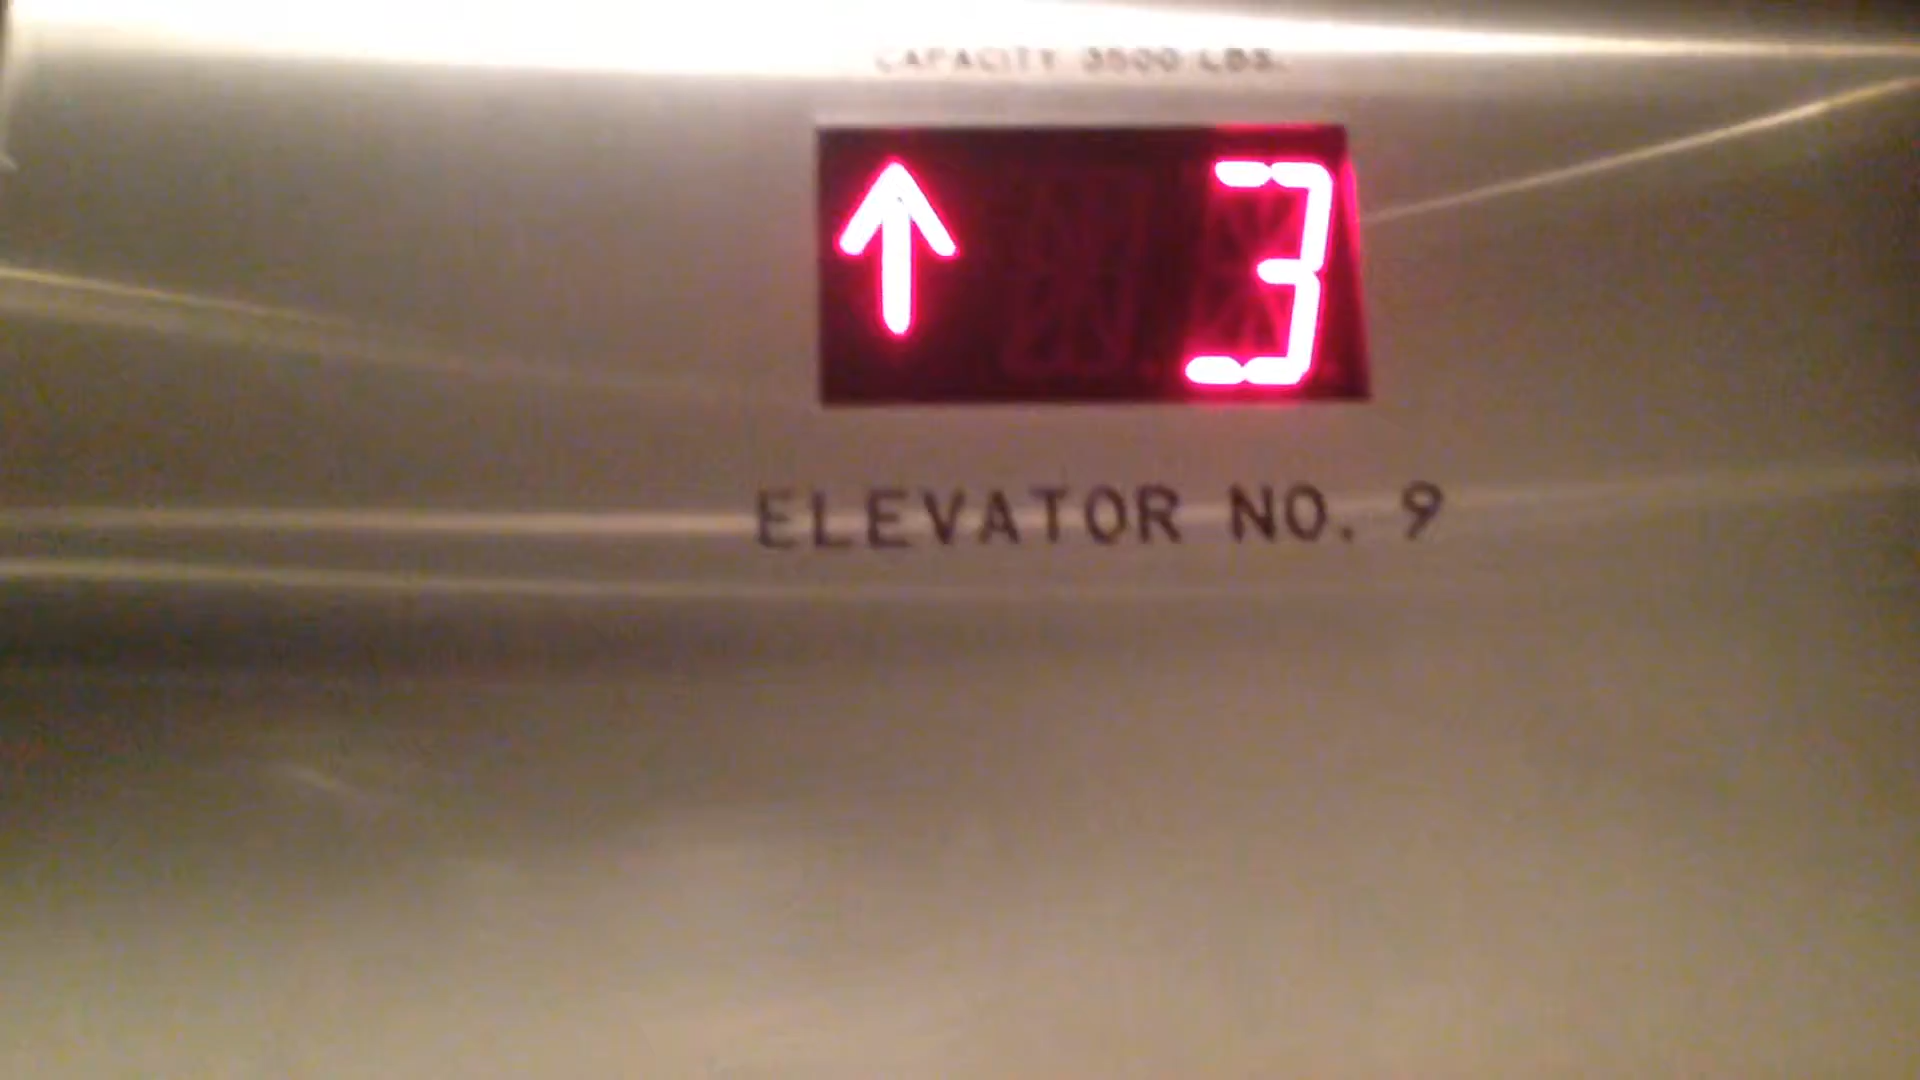 CAPACITY 3500 LBS.
↑ 3
ELEVATOR NO. 9